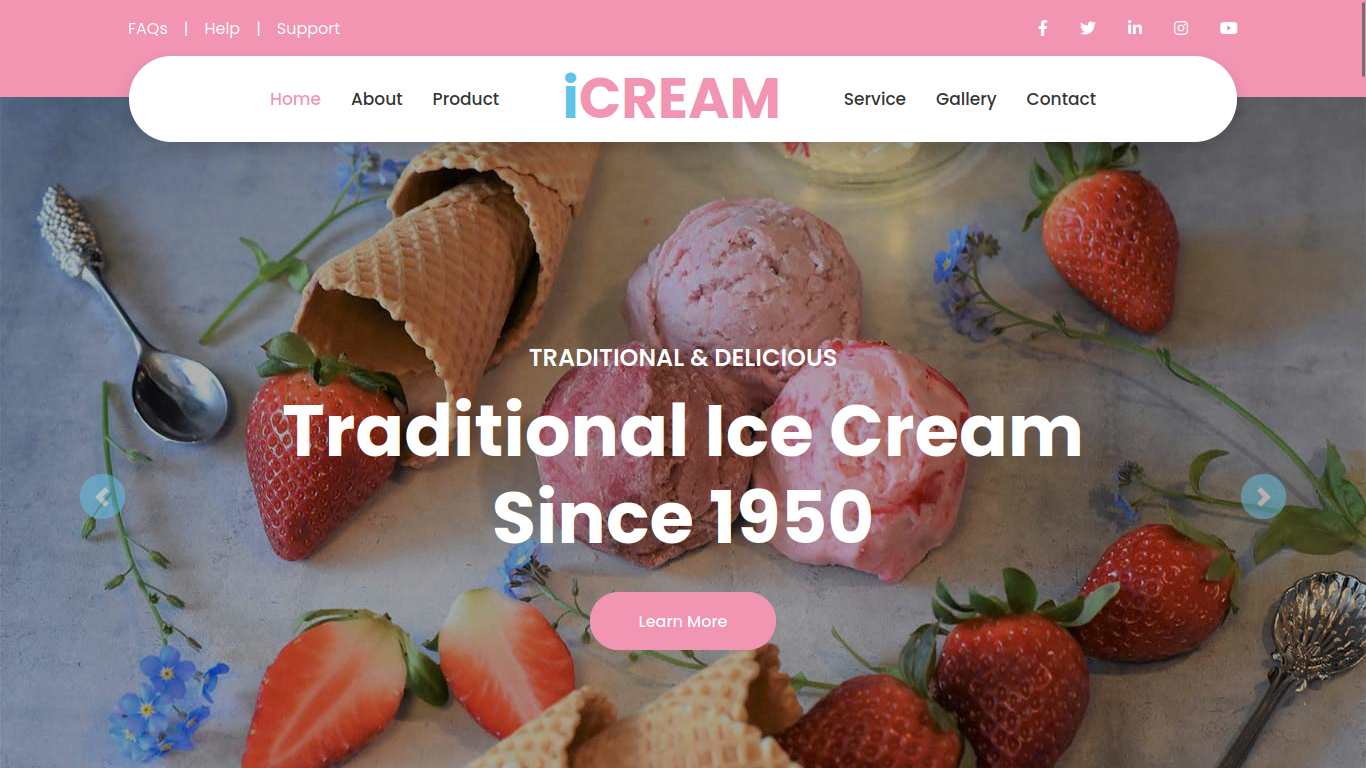 FAQs | Help | Support
Home About Product iCREAM Service Gallery Contact
TRADITIONAL & DELICIOUS
Traditional Ice Cream
Since 1950
Learn More